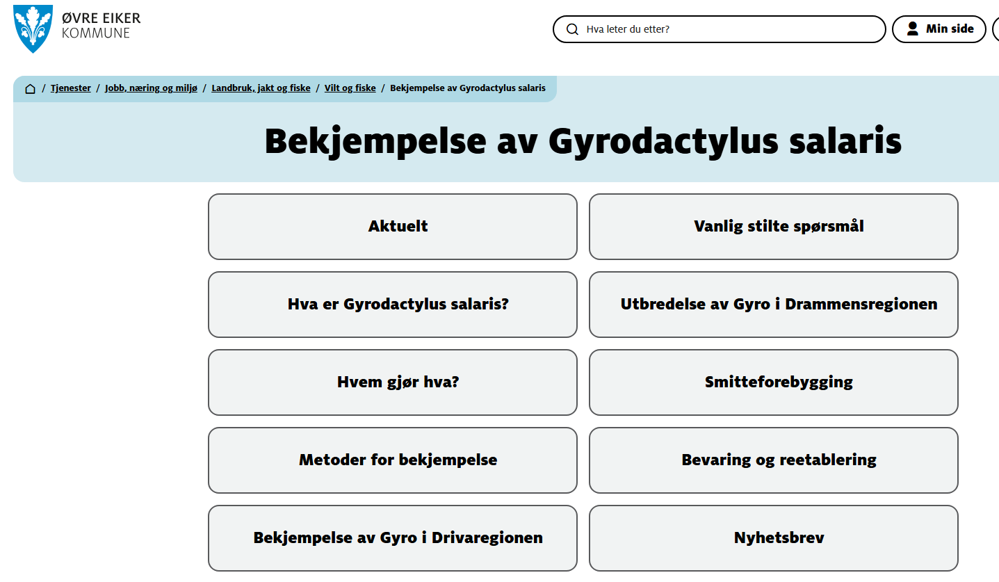 ØVRE EIKER
KOMMUNE
Hva leter du etter?
Min side
/ Tjenester / Jobb, næring og miljø / Landbruk, jakt og fiske / Vilt og fiske / Bekjempelse av Gyrodactylus salaris
Bekjempelse av Gyrodactylus salaris
Aktuelt
Vanlig stilte spørsmål
Hva er Gyrodactylus salaris?
Utbredelse av Gyro i Drammensregionen
Hvem gjør hva?
Smitteforebygging
Metoder for bekjempelse
Bevaring og reetablering
Bekjempelse av Gyro i Drivaregionen
Nyhetsbrev